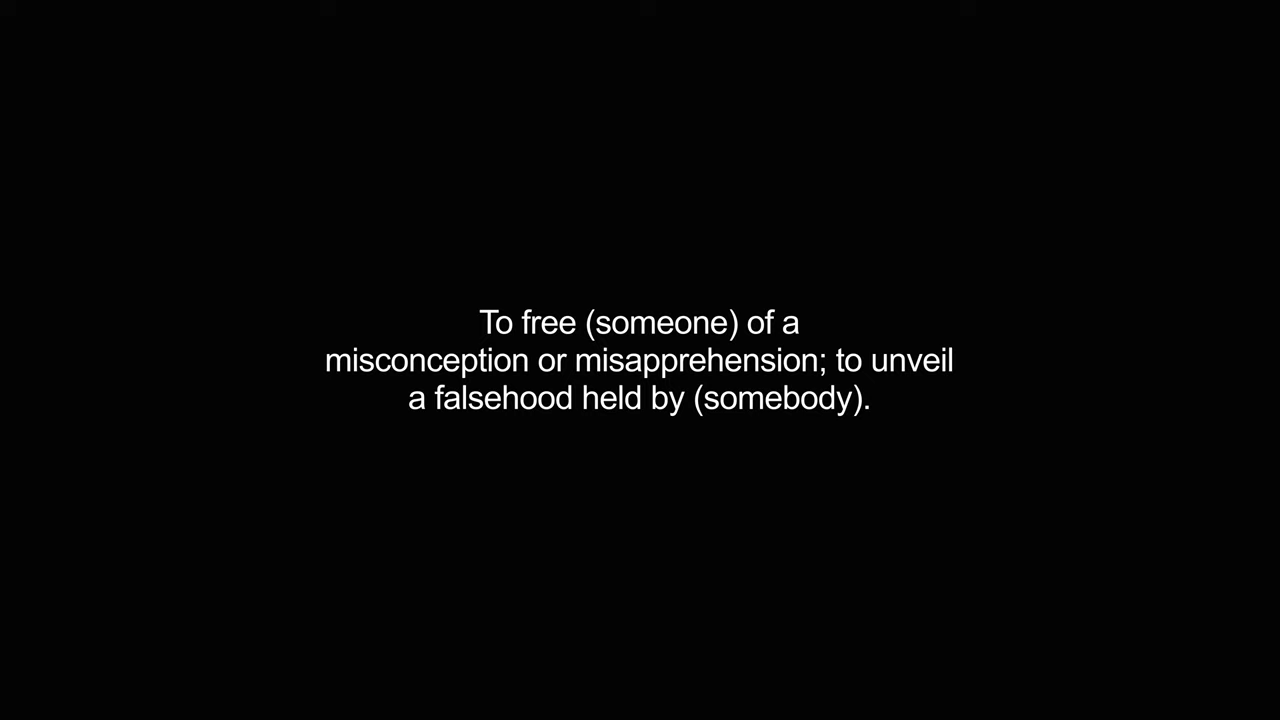 To free (someone) of a
misconception or misapprehension; to unveil
a falsehood held by (somebody).